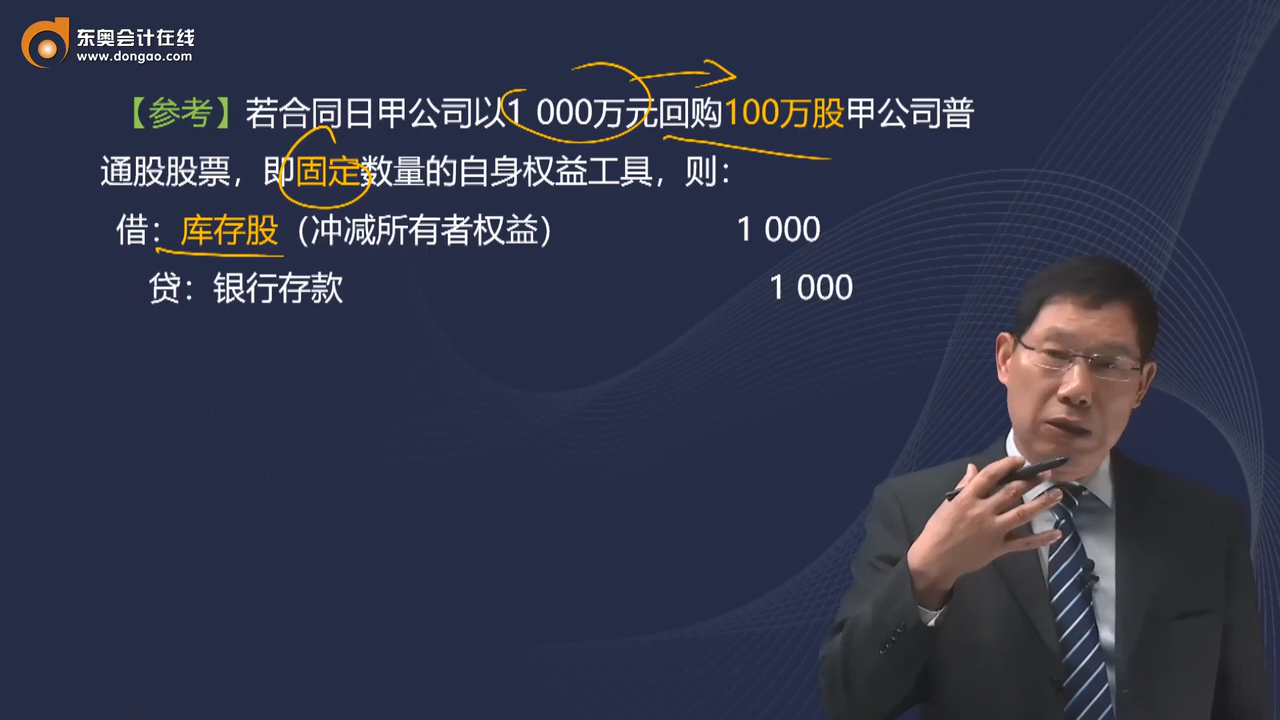 东奥会计在线
www.dongao.com
【参考】若合同日甲公司以1 000万元回购100万股甲公司普
通股股票，即固定数量的自身权益工具，则：
借：库存股（冲减所有者权益） 1 000
贷：银行存款 1 000